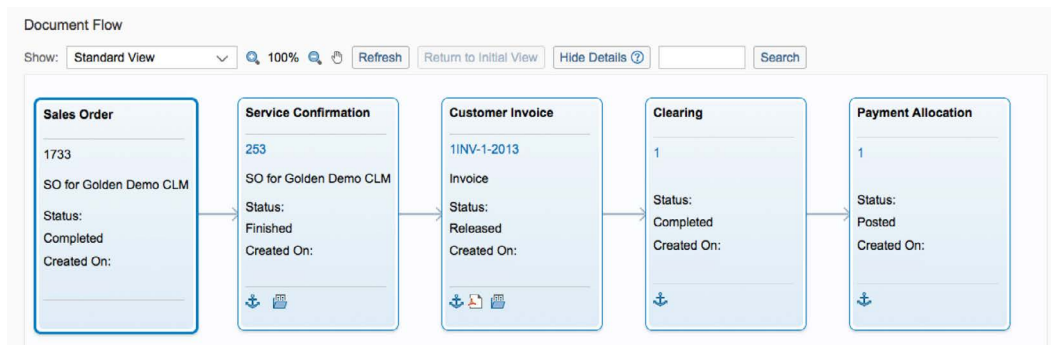 Document Flow
Show: Standard View 100% Refresh Return to Initial View Hide Details Search
Sales Order
1733
SO for Golden Demo CLM
Status:
Completed
Created On:
Service Confirmation
253
SO for Golden Demo CLM
Status:
Finished
Created On:
Customer Invoice
1INV-1-2013
Invoice
Status:
Released
Created On:
Clearing
1
Status:
Completed
Created On:
Payment Allocation
1
Status:
Posted
Created On: